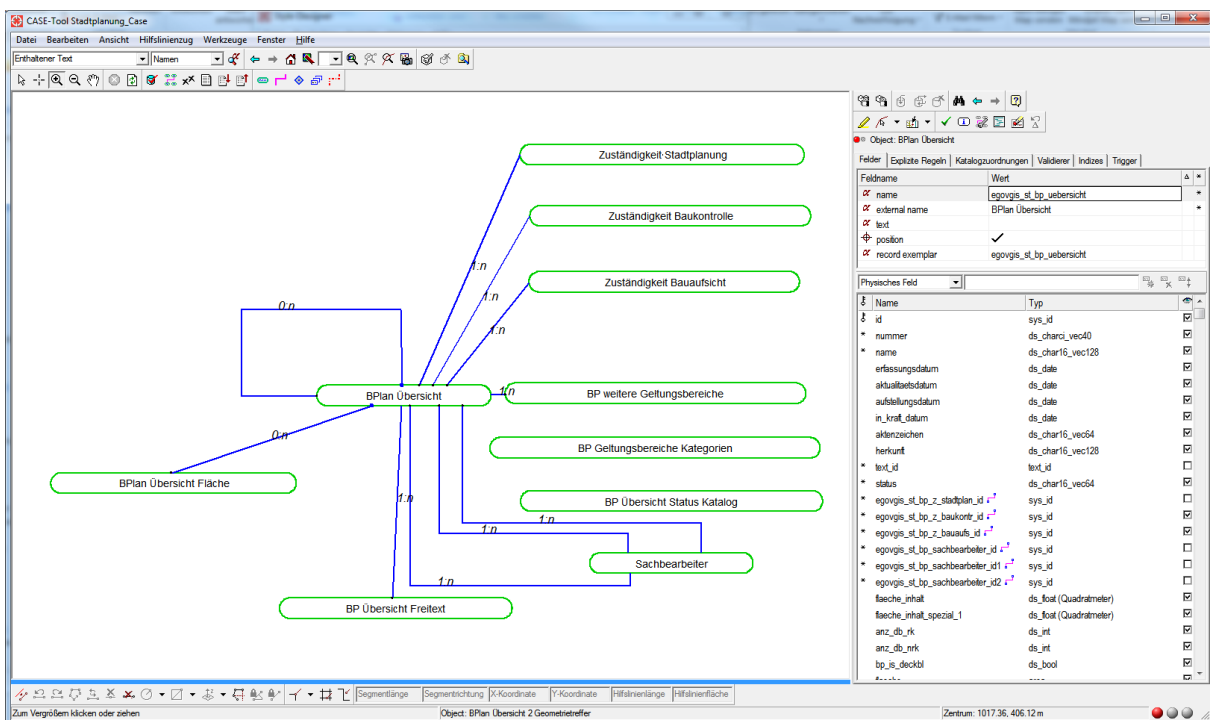 CASE-Tool Stadtplanung_Case
Datei Bearbeiten Ansicht Hilfslinienzug Werkzeuge Fenster Hilfe
Enthaltener Text Namen
Zuständigkeit·Stadtplanung
Zuständigkeit Baukontrolle
1:n
Zuständigkeit Bauaufsicht
1:n
0:n
1:n
BPlan Übersicht
1:n
BP weitere Geltungsbereiche
0:n
BP Geltungsbereiche Kategorien
BPlan Übersicht Fläche
1:n
BP Übersicht Status Katalog
1:n
1:n
Sachbearbeiter
1:n
BP Übersicht Freitext
Object: BPlan Übersicht
Felder Explizite Regeln Katalogzuordnungen Validierer Indizes Trigger
Feldname Wert
name egovgis_st_bp_uebersicht *
external name BPlan Übersicht *
text
position
record exemplar egovgis_st_bp_uebersicht
Physisches Feld
Name Typ
id sys_id
* nummer ds_charci_vec40
* name ds_char16_vec128
erfassungsdatum ds_date
aktualitaetsdatum ds_date
aufstellungsdatum ds_date
in_kraft_datum ds_date
aktenzeichen ds_char16_vec64
herkunft ds_char16_vec128
* text_id text_id
* status ds_char16_vec64
* egovgis_st_bp_z_stadtplan_id sys_id
* egovgis_st_bp_z_baukontr_id sys_id
* egovgis_st_bp_z_bauaufs_id sys_id
* egovgis_st_bp_sachbearbeiter_id sys_id
* egovgis_st_bp_sachbearbeiter_id1 sys_id
* egovgis_st_bp_sachbearbeiter_id2 sys_id
flaeche_inhalt ds_float (Quadratmeter)
flaeche_inhalt_spezial_1 ds_float (Quadratmeter)
anz_db_rk ds_int
anz_db_nrk ds_int
bp_is_deckbl ds_bool
Segmentlänge Segmentrichtung X-Koordinate Y-Koordinate Hilfslinienlänge Hilfslinienfläche
Zum Vergrößern klicken oder ziehen Object: BPlan Übersicht 2 Geometrietreffer Zentrum: 1017.36, 406.12 m